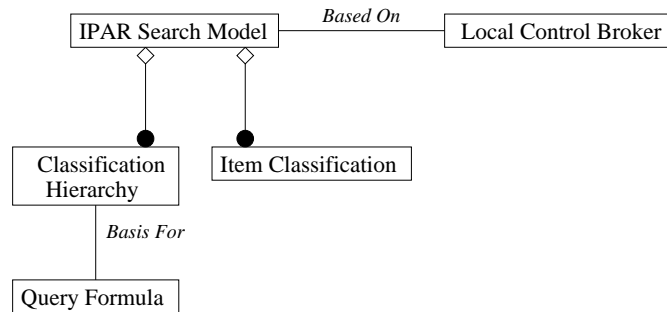 Based On
IPAR Search Model
Local Control Broker
Classification
Hierarchy
Item Classification
Basis For
Query Formula